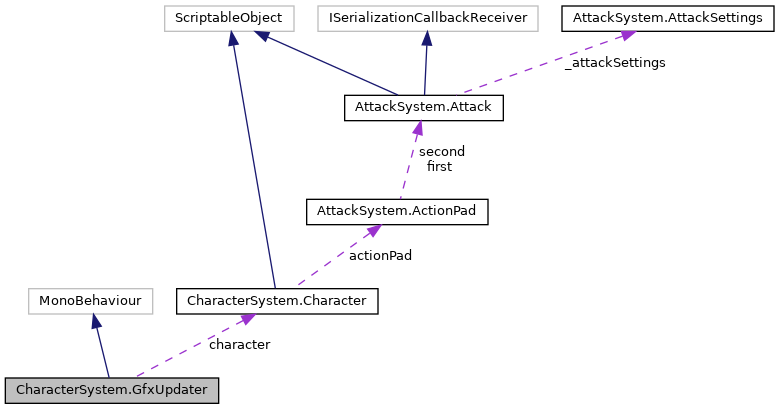 ScriptableObject
ISerializationCallbackReceiver
AttackSystem.AttackSettings
_attackSettings
AttackSystem.Attack
second
first
AttackSystem.ActionPad
actionPad
MonoBehaviour
CharacterSystem.Character
character
CharacterSystem.GfxUpdater